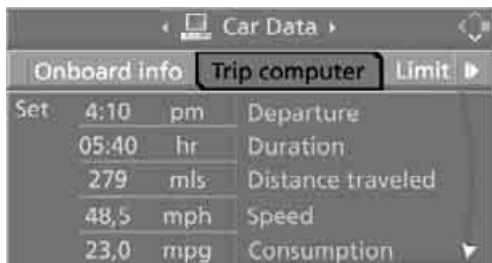 Car Data
Onboard info Trip computer Limit
Set 4:10 pm Departure
05:40 hr Duration
279 mls Distance traveled
48,5 mph Speed
23,0 mpg Consumption